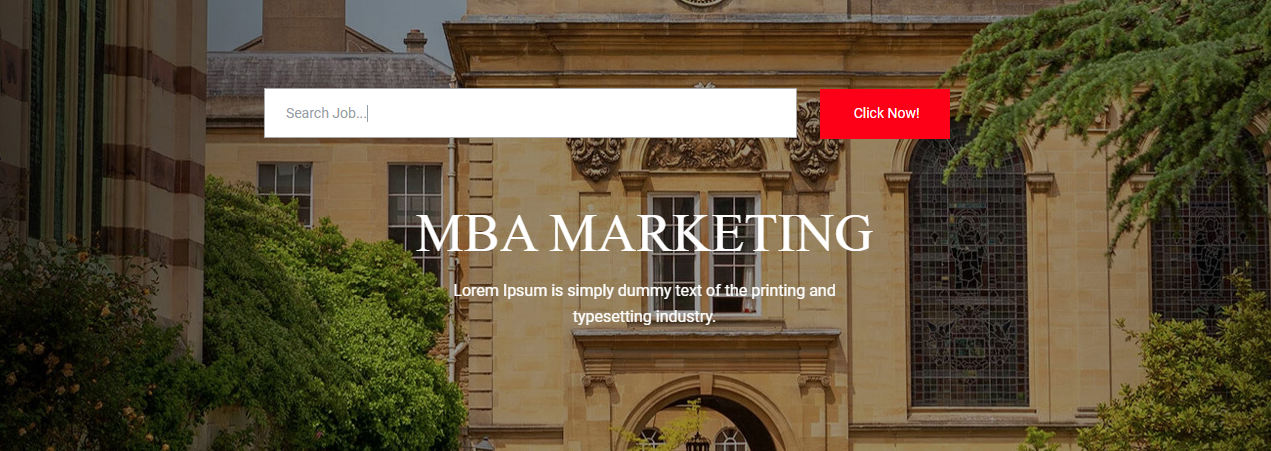 Search Job...
Click Now!
MBA MARKETING
Lorem Ipsum is simply dummy text of the printing and
typesetting industry.